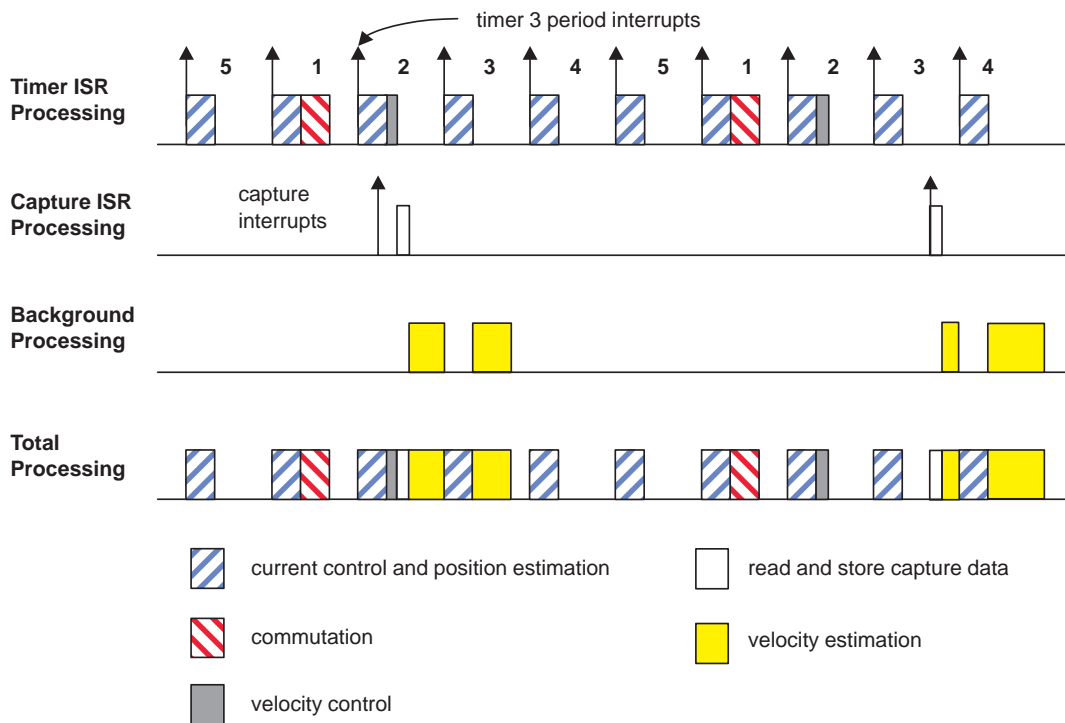 timer 3 period interrupts
Timer ISR
Processing
5 1 2 3 4 5 1 2 3 4
Capture ISR
Processing
capture
interrupts
Background
Processing
Total
Processing
current control and position estimation
read and store capture data
commutation
velocity estimation
velocity control